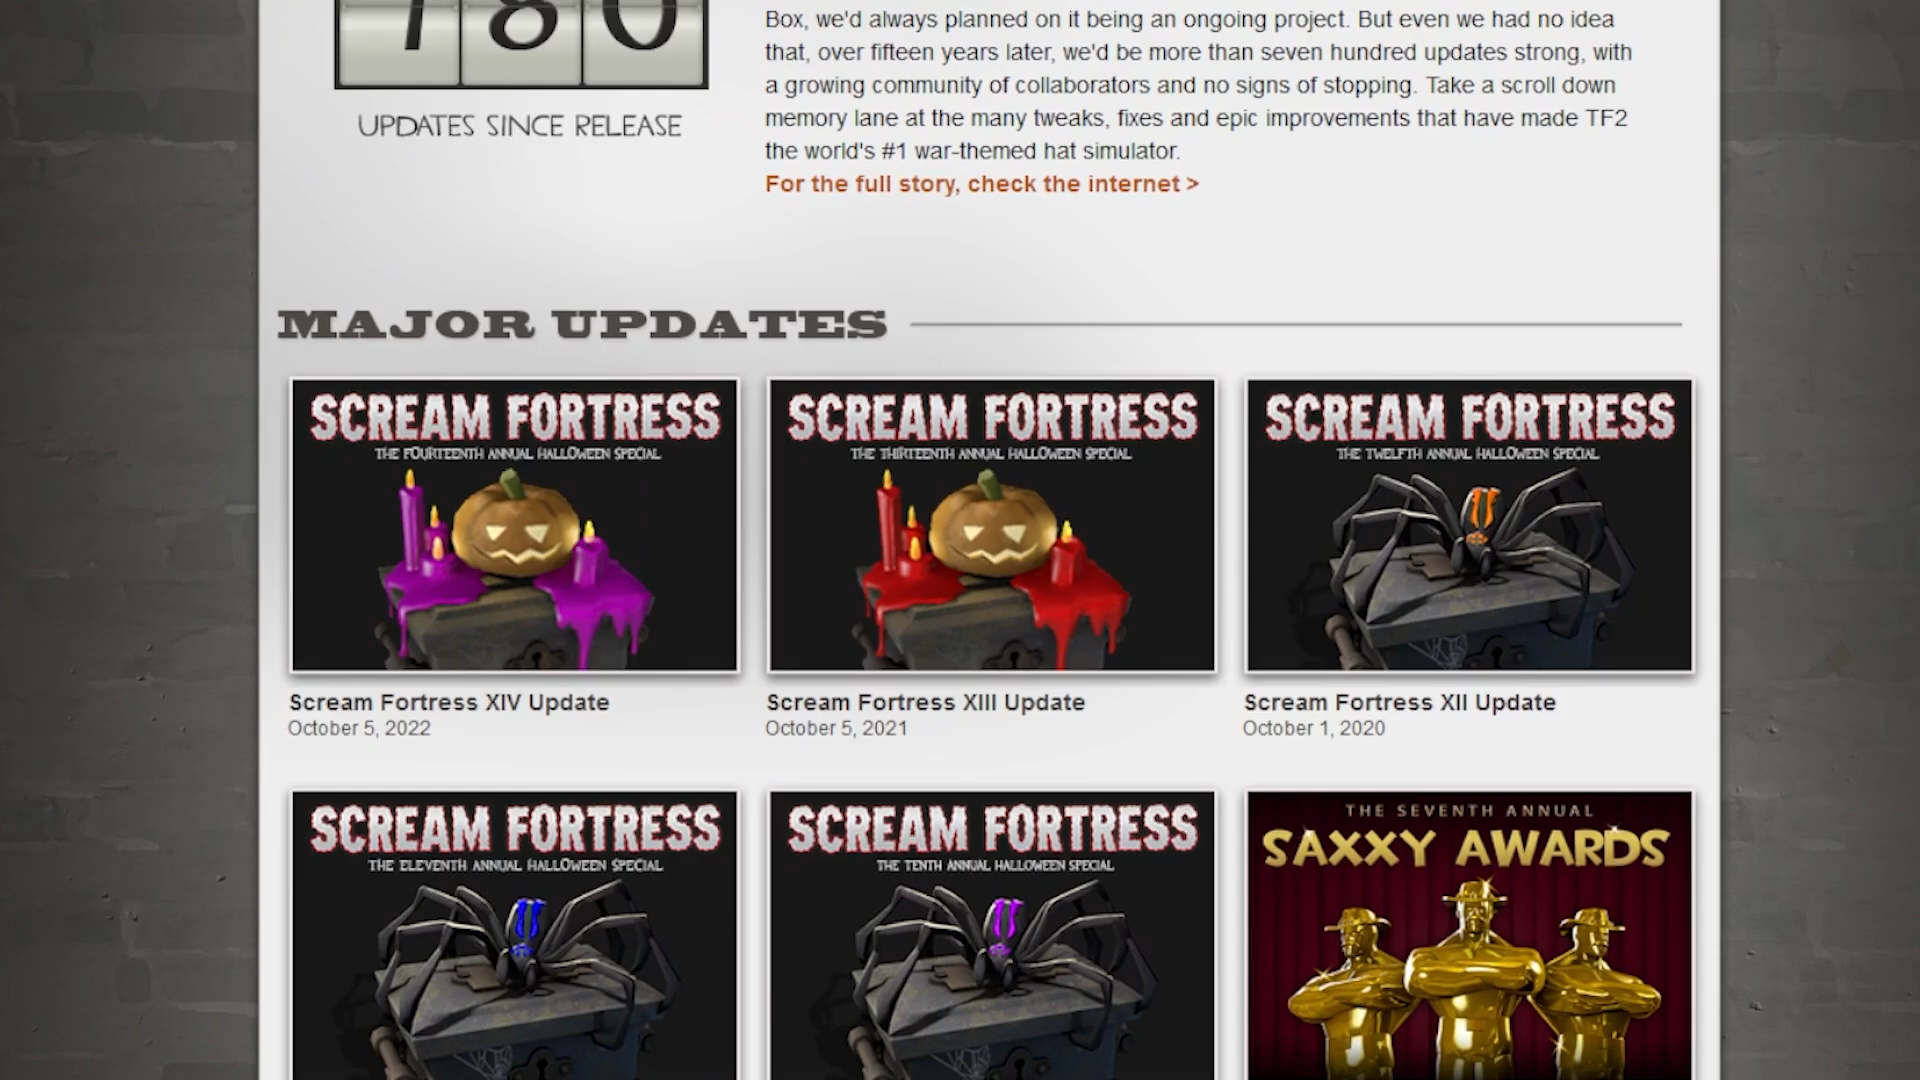 780
UPDATES SINCE RELEASE
Box, we'd always planned on it being an ongoing project. But even we had no idea
that, over fifteen years later, we'd be more than seven hundred updates strong, with
a growing community of collaborators and no signs of stopping. Take a scroll down
memory lane at the many tweaks, fixes and epic improvements that have made TF2
the world's #1 war-themed hat simulator.
For the full story, check the internet >
MAJOR UPDATES
SCREAM FORTRESS
THE FOURTEENTH ANNUAL HALLOWEEN SPECIAL
Scream Fortress XIV Update
October 5, 2022
SCREAM FORTRESS
THE THIRTEENTH ANNUAL HALLOWEEN SPECIAL
Scream Fortress XIII Update
October 5, 2021
SCREAM FORTRESS
THE TWELFTH ANNUAL HALLOWEEN SPECIAL
Scream Fortress XII Update
October 1, 2020
SCREAM FORTRESS
THE ELEVENTH ANNUAL HALLOWEEN SPECIAL
SCREAM FORTRESS
THE TENTH ANNUAL HALLOWEEN SPECIAL
THE SEVENTH ANNUAL
SAXXY AWARDS